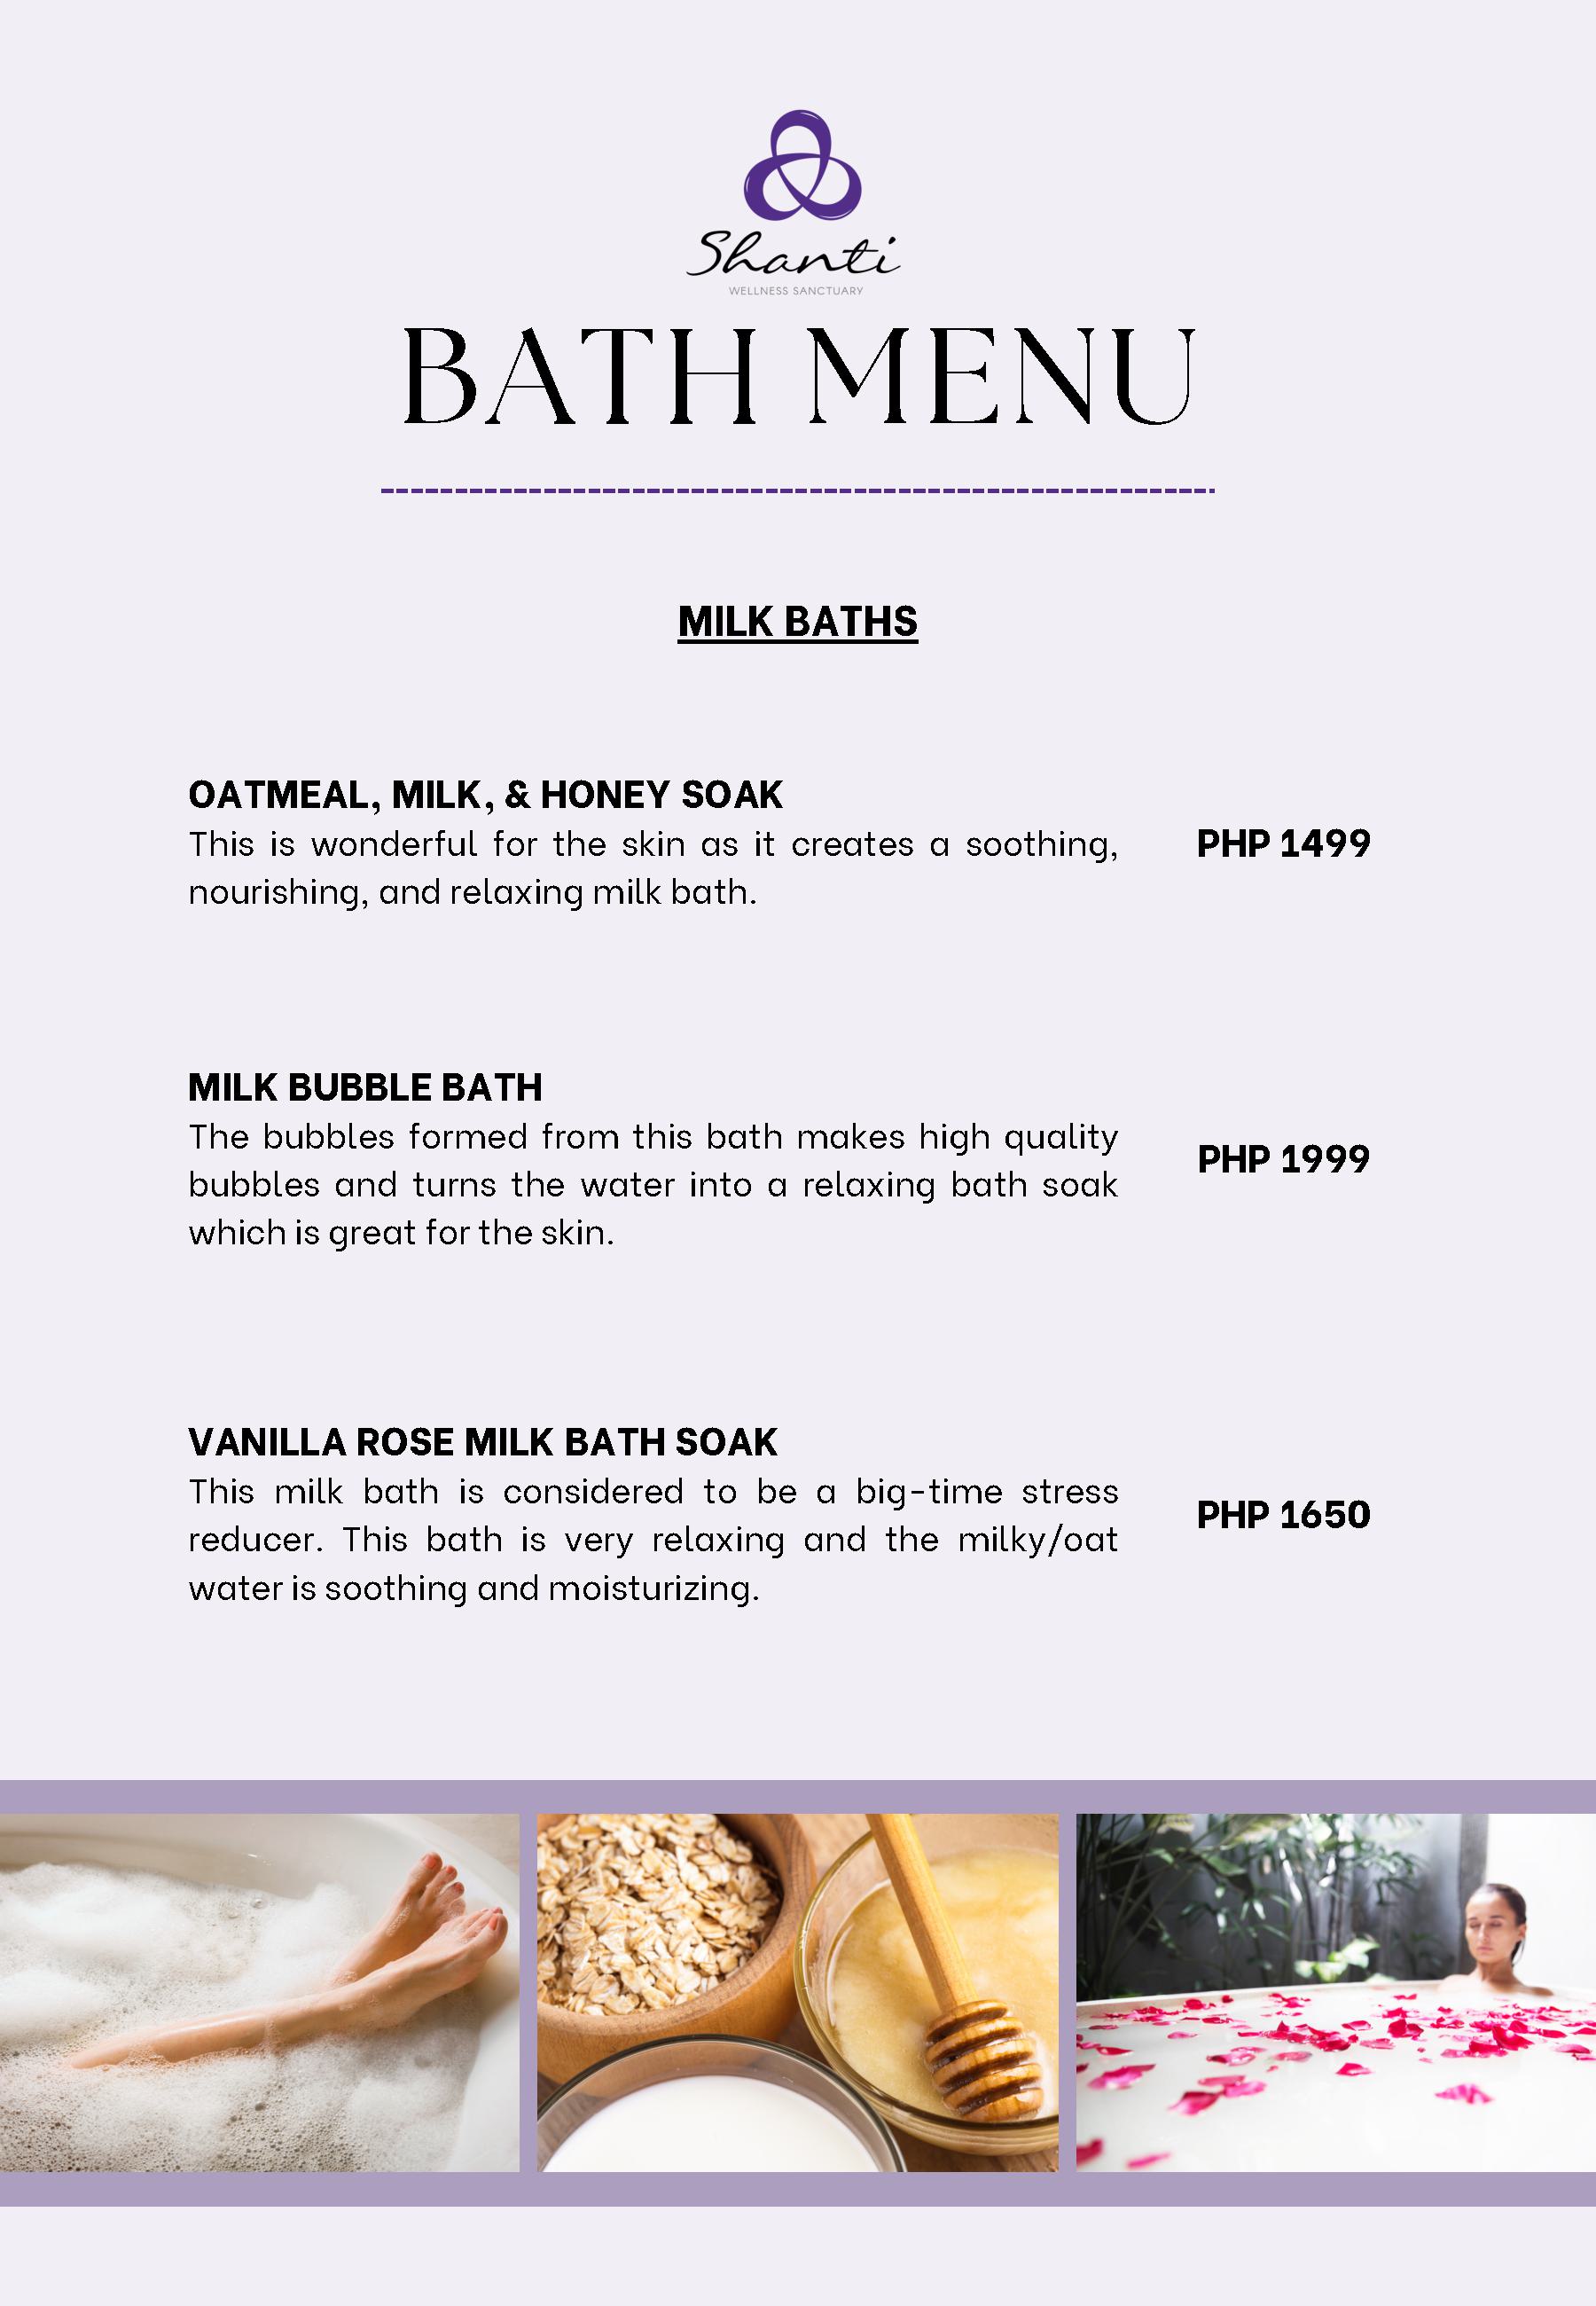 Shanti
WELLNESS SANCTUARY
BATH MENU
MILK BATHS
OATMEAL, MILK, & HONEY SOAK
This is wonderful for the skin as it creates a soothing,
nourishing, and relaxing milk bath.
PHP 1499
MILK BUBBLE BATH
The bubbles formed from this bath makes high quality
bubbles and turns the water into a relaxing bath soak
which is great for the skin.
PHP 1999
VANILLA ROSE MILK BATH SOAK
This milk bath is considered to be a big-time stress
reducer. This bath is very relaxing and the milky/oat
water is soothing and moisturizing.
PHP 1650